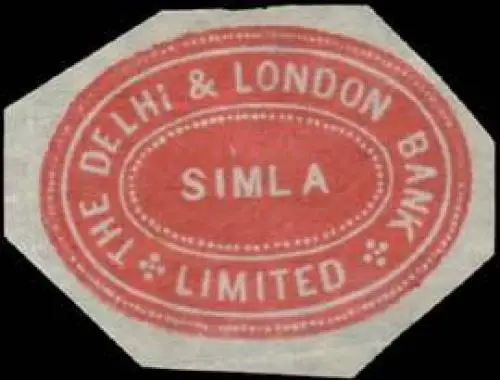 THE DELHi & LONDON BANK
LIMITED
SIMLA